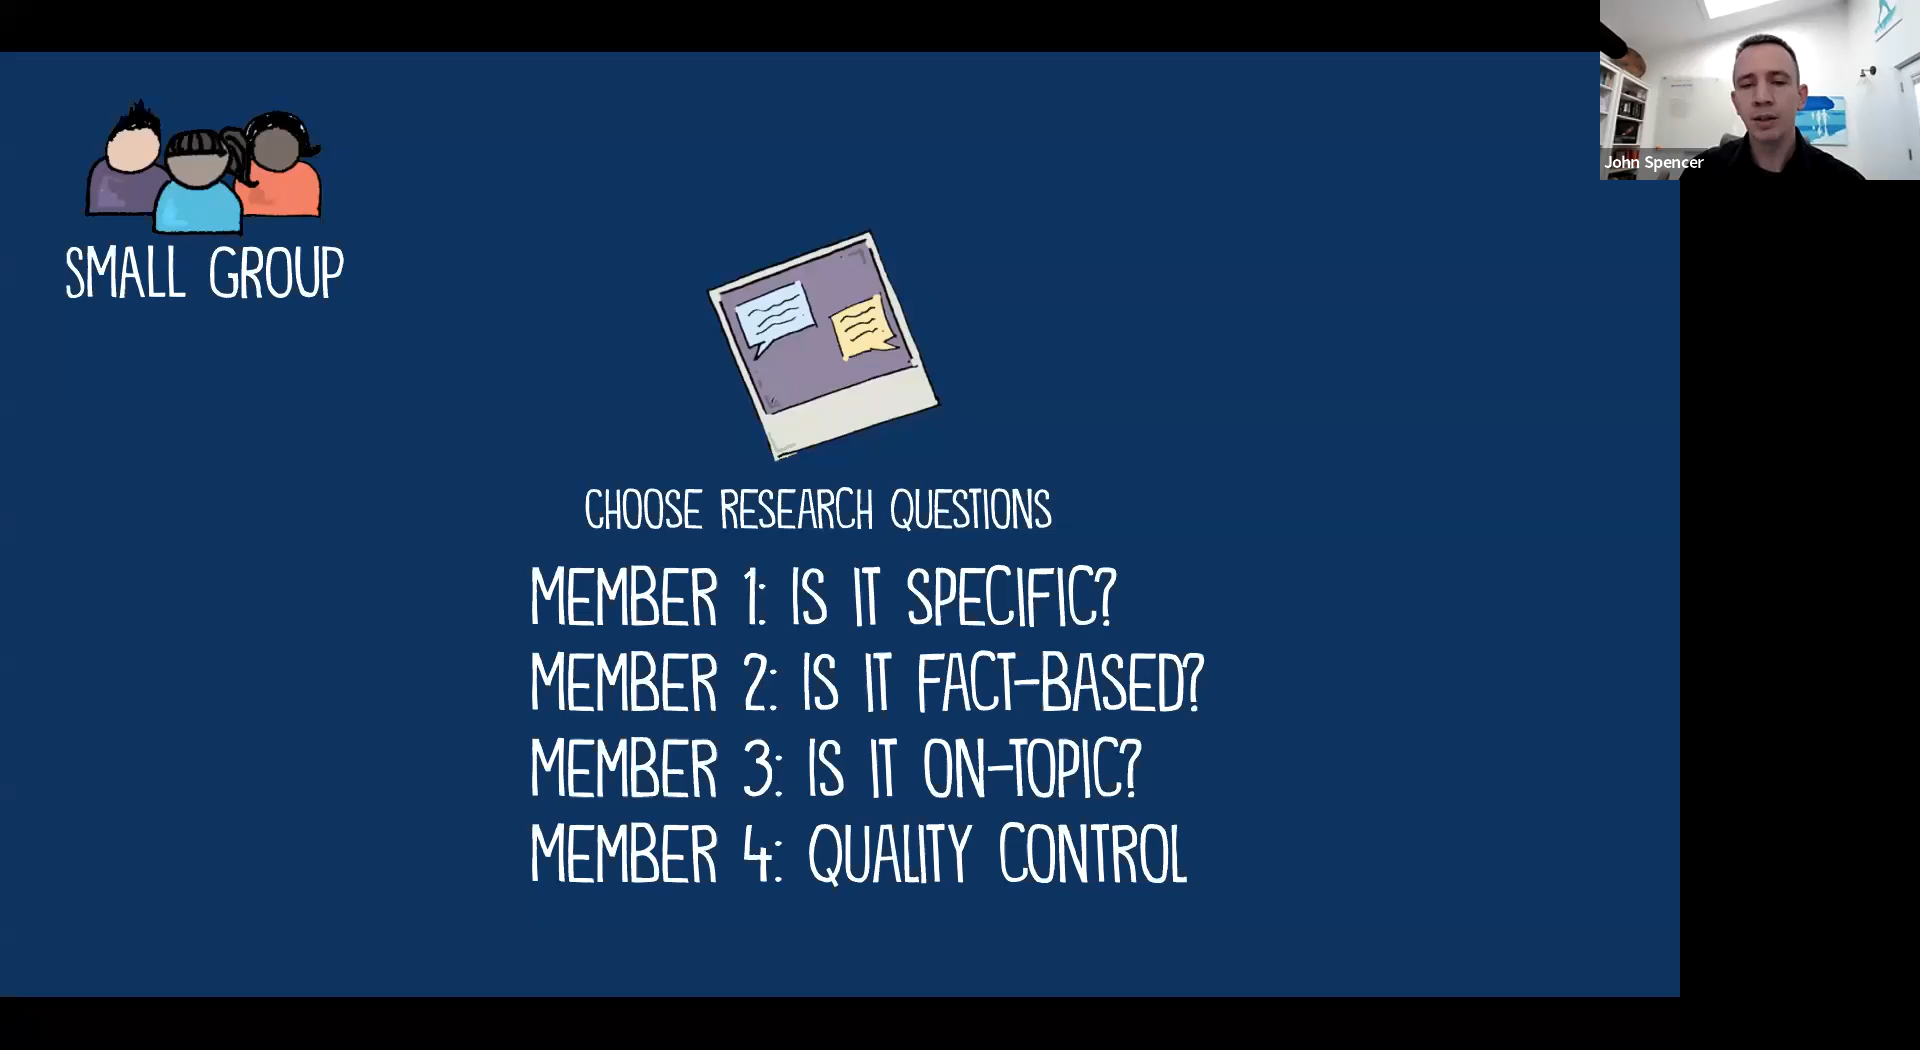 John Spencer
SMALL GROUP
CHOOSE RESEARCH QUESTIONS
MEMBER 1: IS IT SPECIFIC?
MEMBER 2: IS IT FACT-BASED?
MEMBER 3: IS IT ON-TOPIC?
MEMBER 4: QUALITY CONTROL